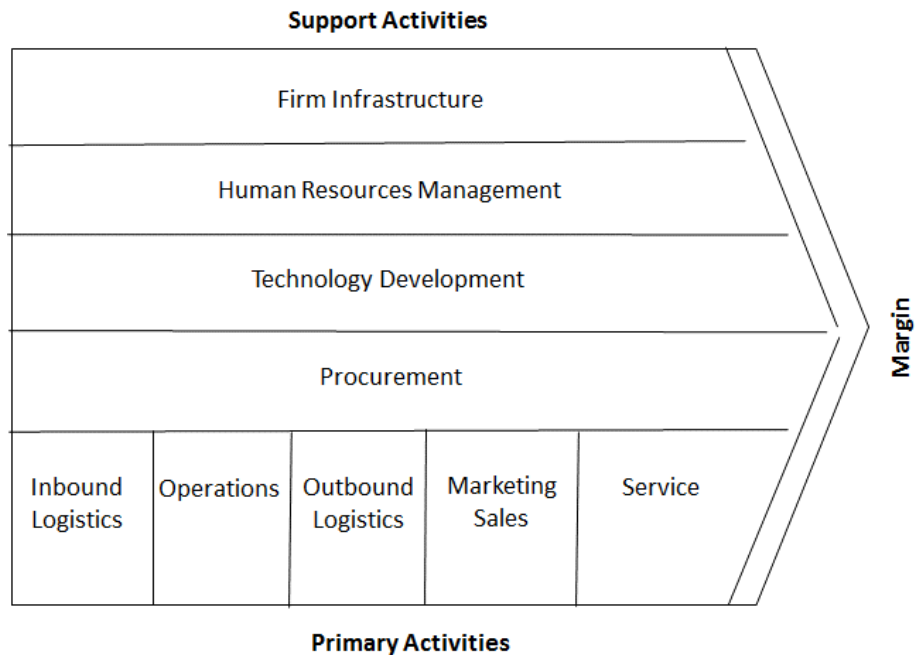 Support Activities
Firm Infrastructure
Human Resources Management
Technology Development
Procurement
Margin
Inbound
Logistics
Operations
Outbound
Logistics
Marketing
Sales
Service
Primary Activities